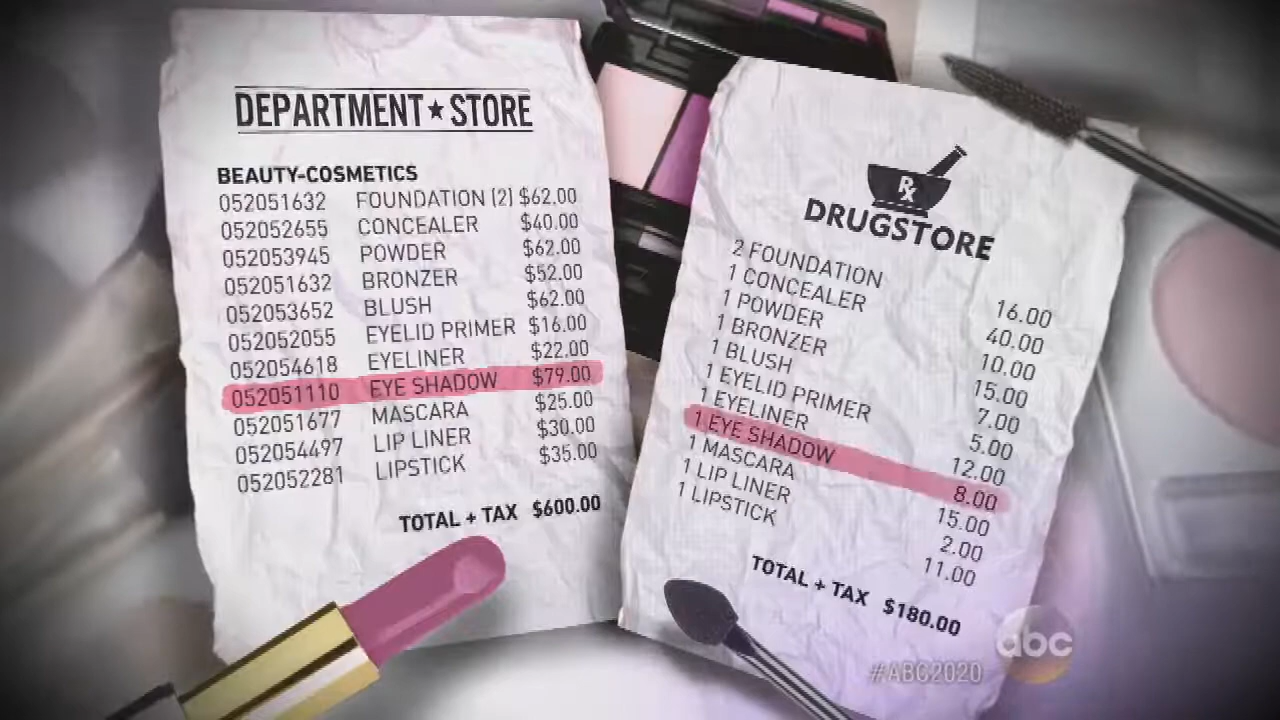 DEPARTMENT★STORE
BEAUTY-COSMETICS
052051632 FOUNDATION (2) $62.00
052052655 CONCEALER $40.00
052053945 POWDER $62.00
052051632 BRONZER $52.00
052053652 BLUSH $62.00
052052055 EYELID PRIMER $16.00
052054618 EYELINER $22.00
052051110 EYE SHADOW $79.00
052051677 MASCARA $25.00
052054497 LIP LINER $30.00
052052281 LIPSTICK $35.00
TOTAL + TAX $600.00
Rx
DRUGSTORE
2 FOUNDATION 16.00
1 CONCEALER 40.00
1 POWDER 10.00
1 BRONZER 15.00
1 BLUSH 7.00
1 EYELID PRIMER 5.00
1 EYELINER 12.00
1 EYE SHADOW 8.00
1 MASCARA 15.00
1 LIP LINER 2.00
1 LIPSTICK 11.00
TOTAL + TAX $180.00
abc
#ABC2020